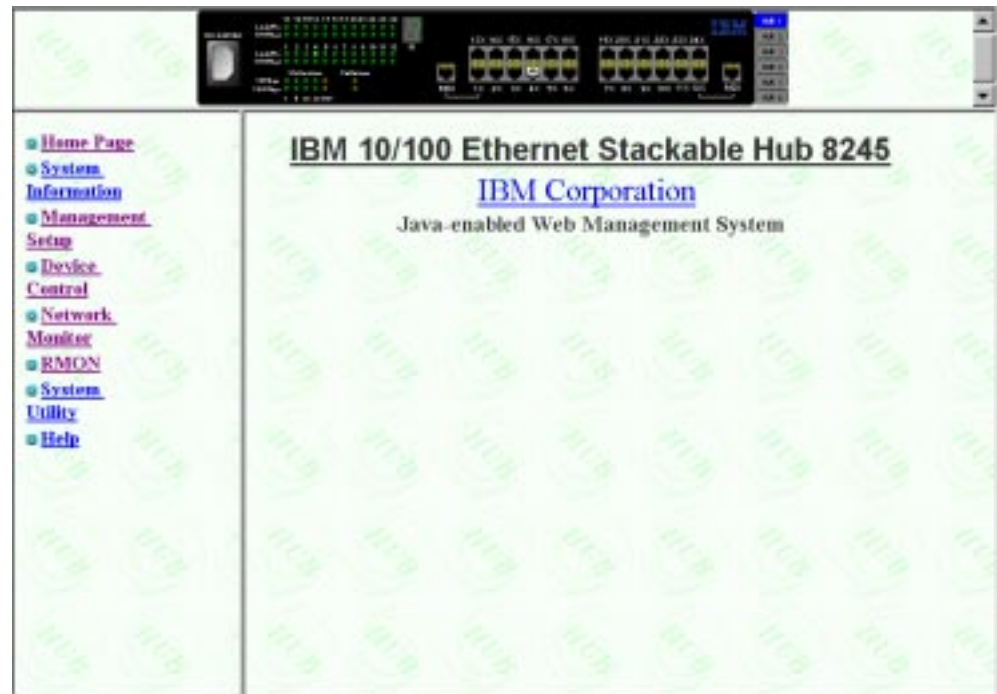 IBM
Home Page
System
Information
Management
Setup
Device
Control
Network
Monitor
RMON
System
Utility
Help
IBM 10/100 Ethernet Stackable Hub 8245
IBM Corporation
Java-enabled Web Management System